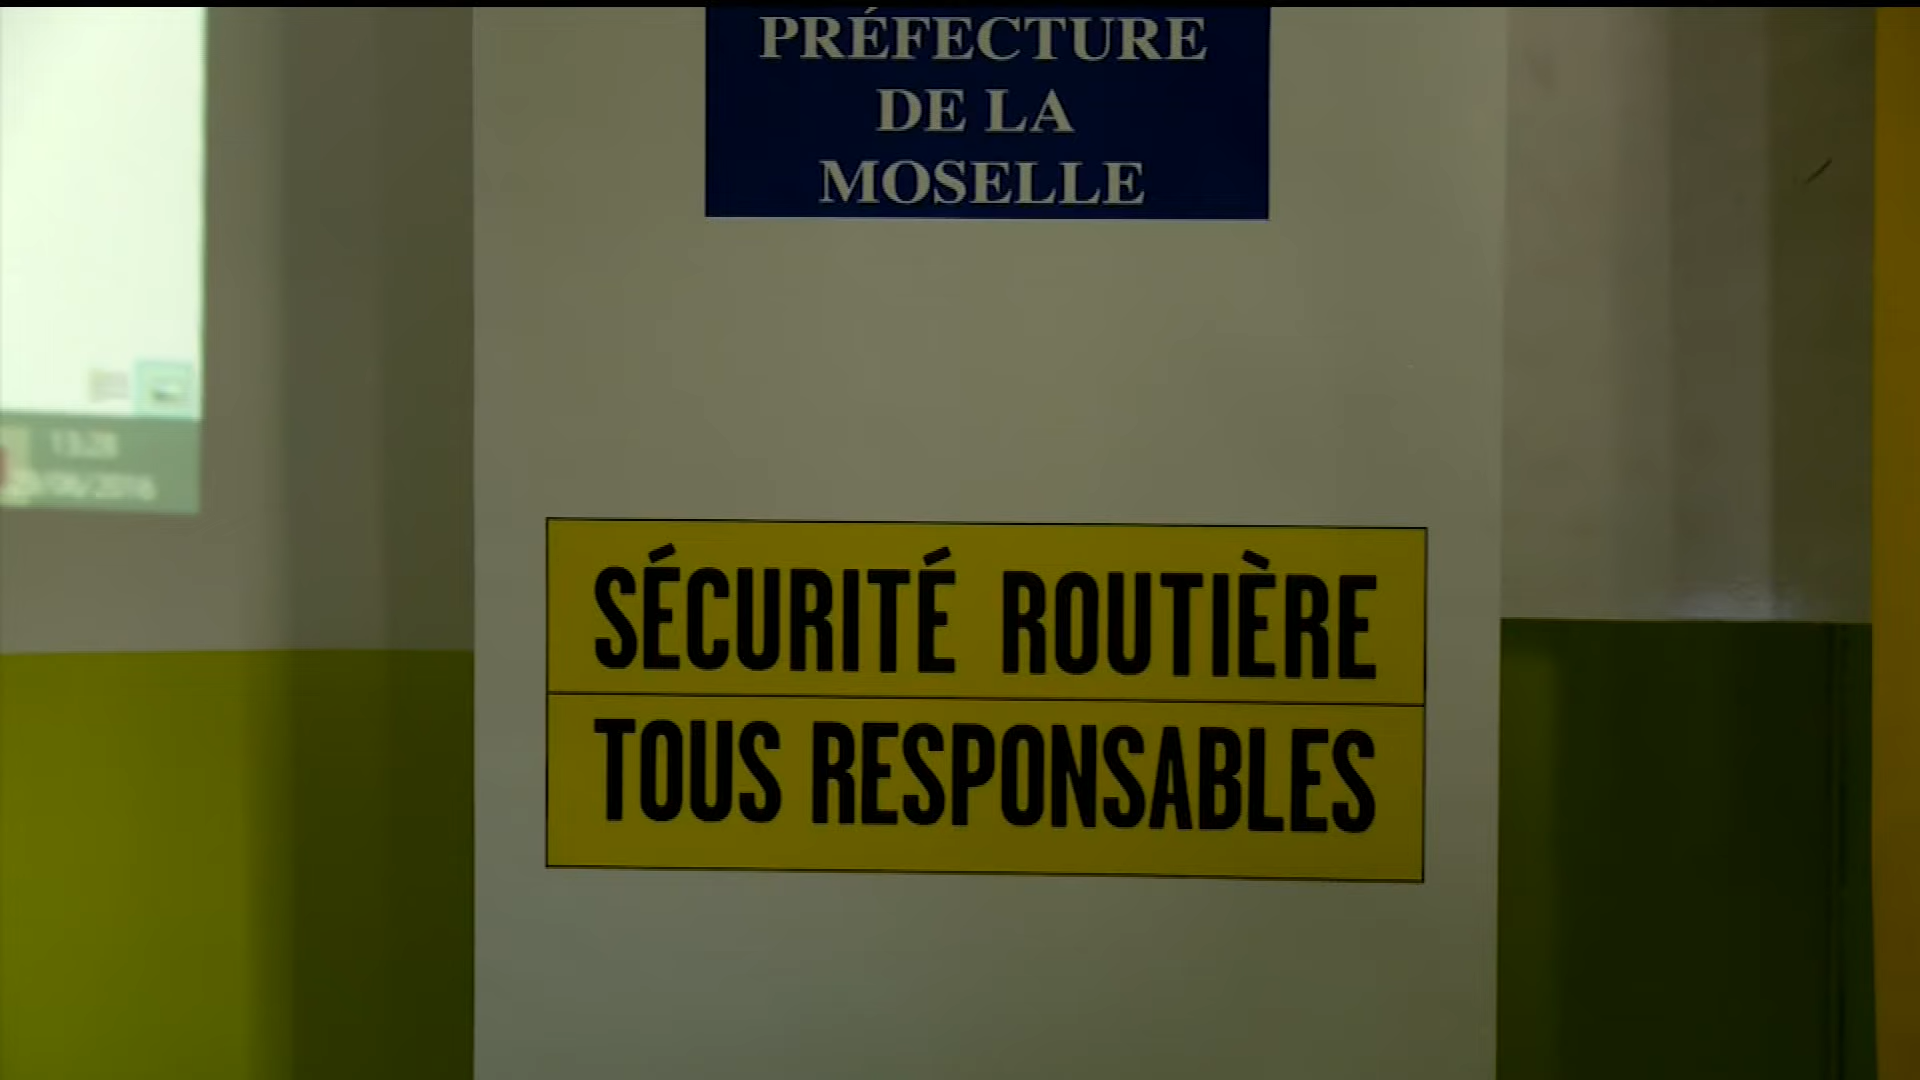 PRÉFECTURE
DE LA
MOSELLE
SÉCURITÉ ROUTIÈRE
TOUS RESPONSABLES